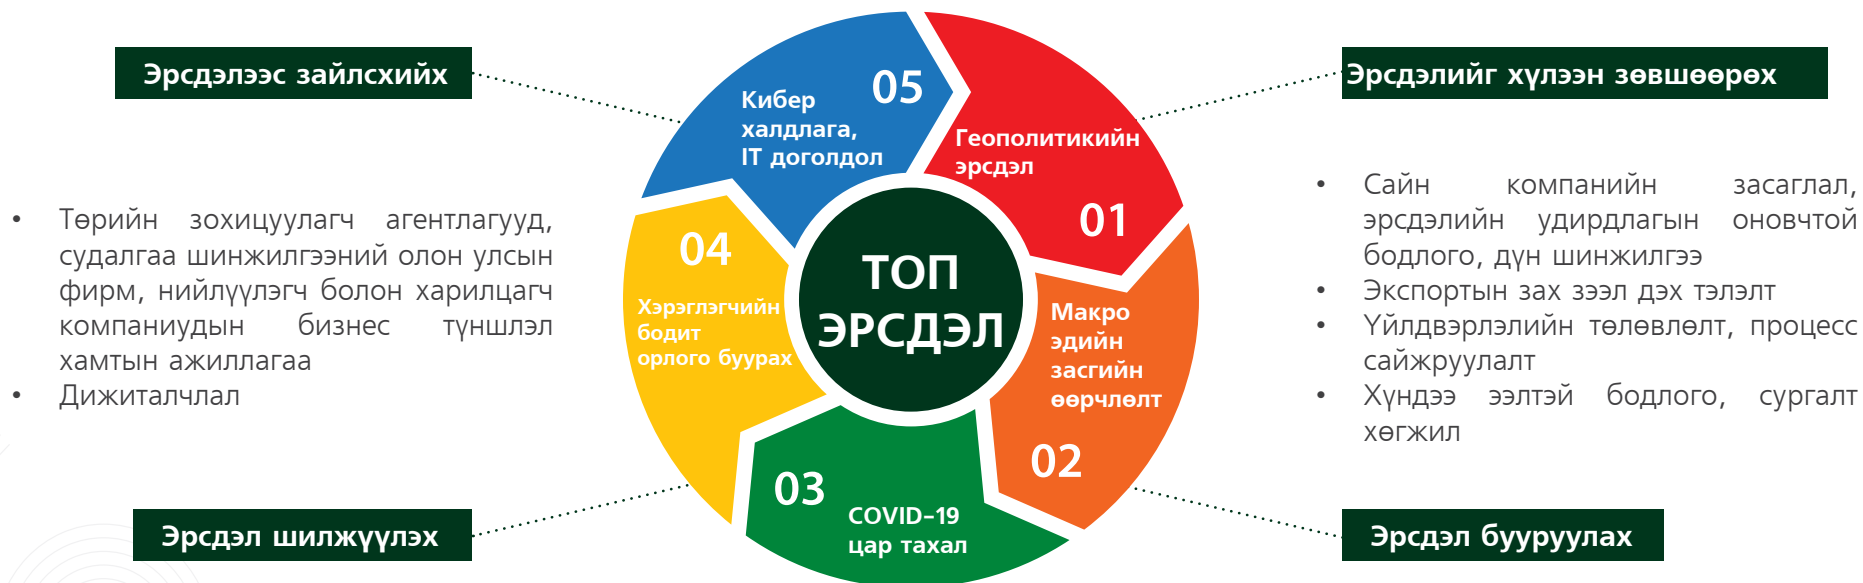 Эрсдэлээс зайлсхийх
• Төрийн зохицуулагч агентлагууд,
судалгаа шинжилгээний олон улсын
фирм, нийлүүлэгч болон харилцагч
компаниудын бизнес түншлэл
хамтын ажиллагаа
• Дижиталчлал
Эрсдэл шилжүүлэх
05
Кибер
халдлага,
IT доголдол
Геополитикийн
эрсдэл
01
04
Хэрэглэгчийн
бодит
орлого буурах
ТОП
ЭРСДЭЛ
Макро
эдийн
засгийн
өөрчлөлт
02
03
COVID-19
цар тахал
Эрсдэлийг хүлээн зөвшөөрөх
• Сайн компанийн засаглал,
эрсдэлийн удирдлагын оновчтой
бодлого, дүн шинжилгээ
• Экспортын зах зээл дэх тэлэлт
• Үйлдвэрлэлийн төлөвлөлт, процесс
сайжруулалт
• Хүндээ ээлтэй бодлого, сургалт
хөгжил
Эрсдэл бууруулах